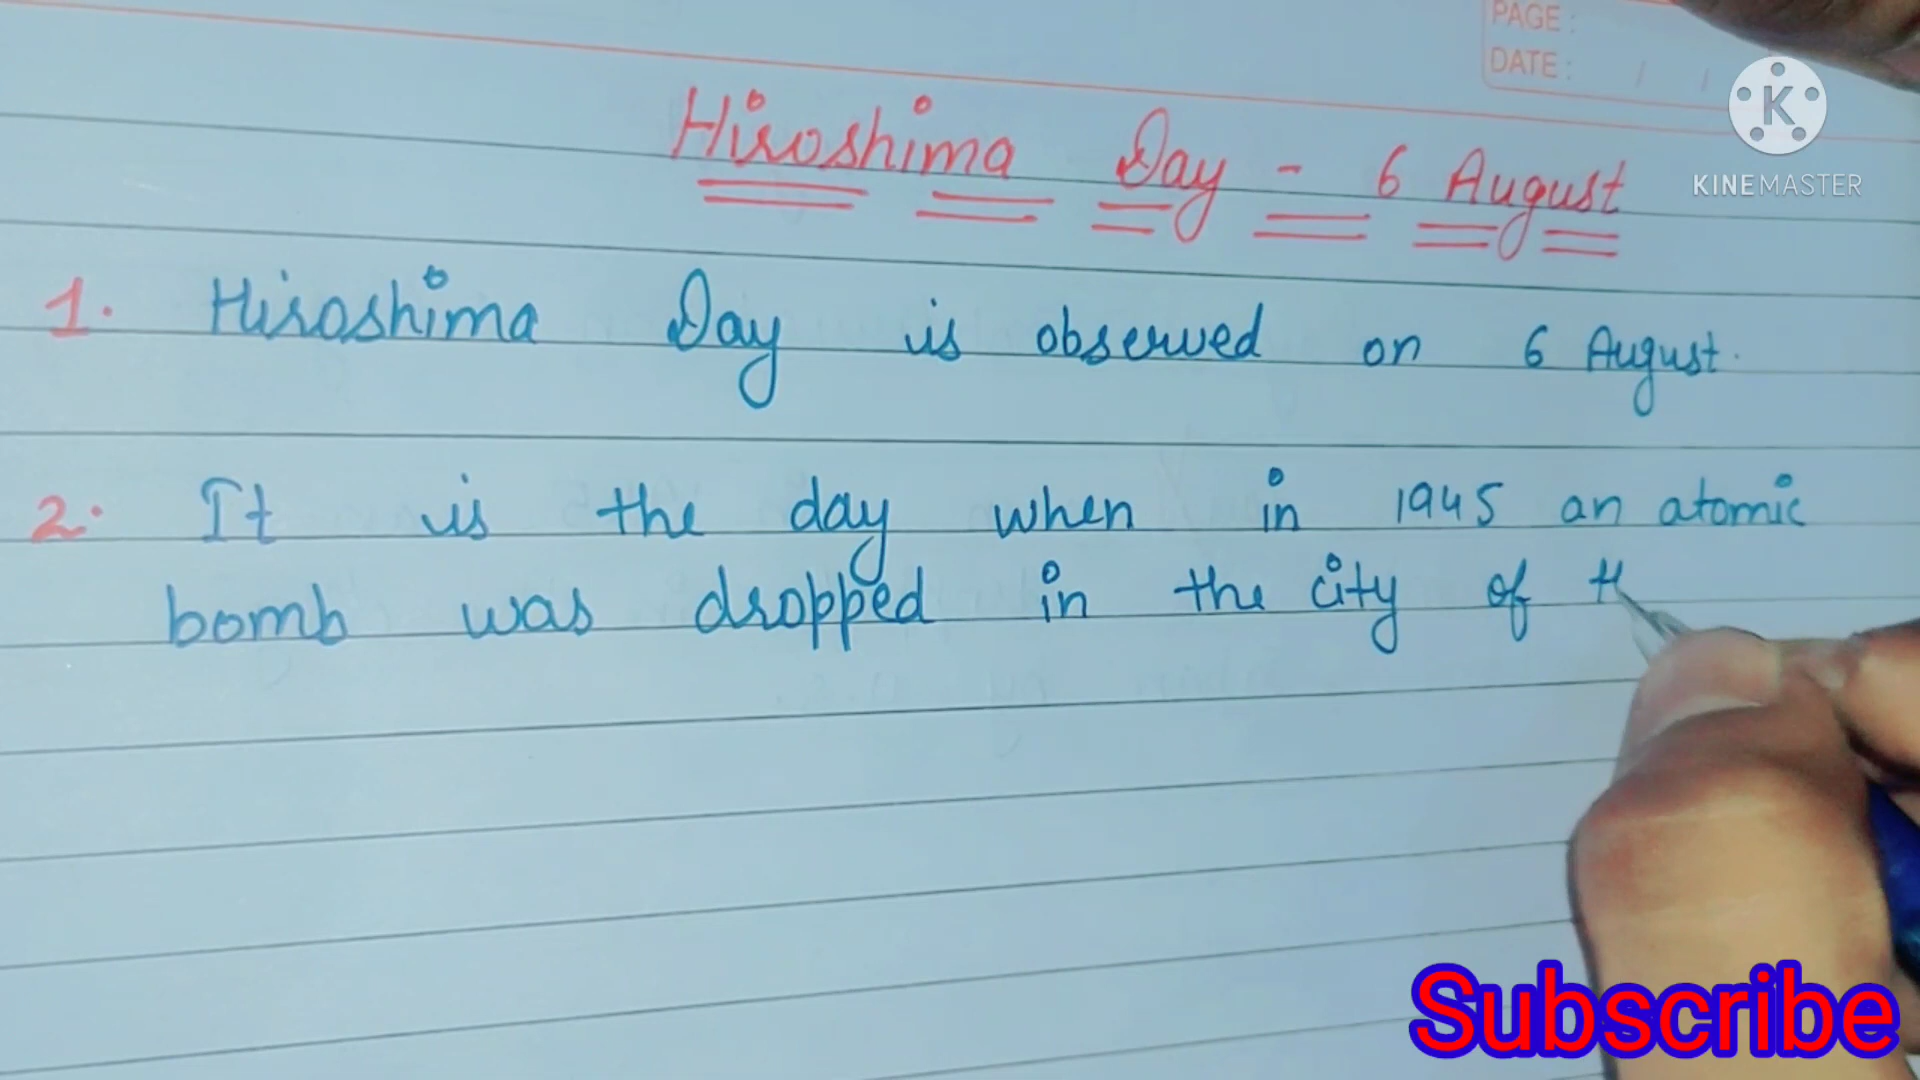 PAGE :
DATE : / /
K
KINEMASTER
Hiroshima Day - 6 August
1. Hiroshima Day is observed on 6 August.
2. It is the day when in 1945 an atomic
bomb was dropped in the city of H
Subscribe